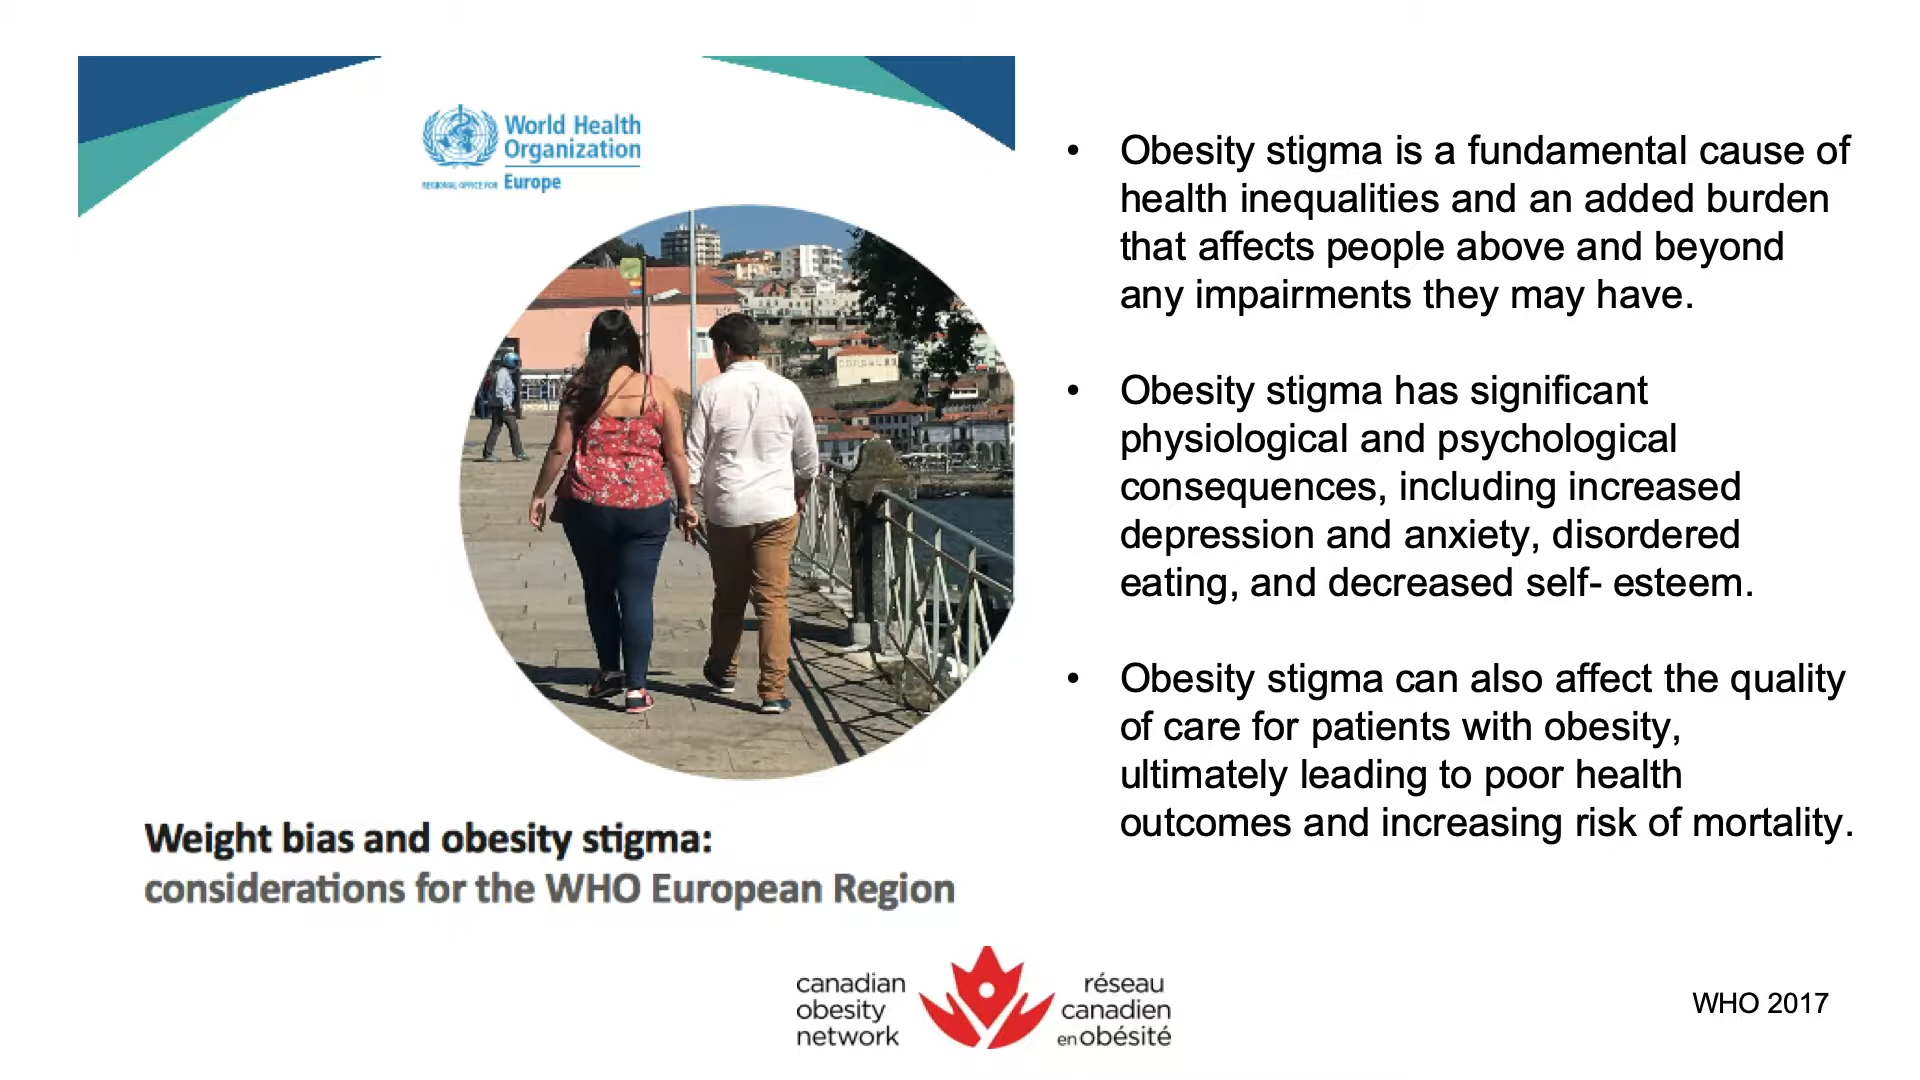 World Health
Organization
REGIONAL OFFICE FOR Europe
Weight bias and obesity stigma:
considerations for the WHO European Region
• Obesity stigma is a fundamental cause of
health inequalities and an added burden
that affects people above and beyond
any impairments they may have.
• Obesity stigma has significant
physiological and psychological
consequences, including increased
depression and anxiety, disordered
eating, and decreased self- esteem.
• Obesity stigma can also affect the quality
of care for patients with obesity,
ultimately leading to poor health
outcomes and increasing risk of mortality.
canadian
obesity
network
réseau
canadien
en obésité
WHO 2017